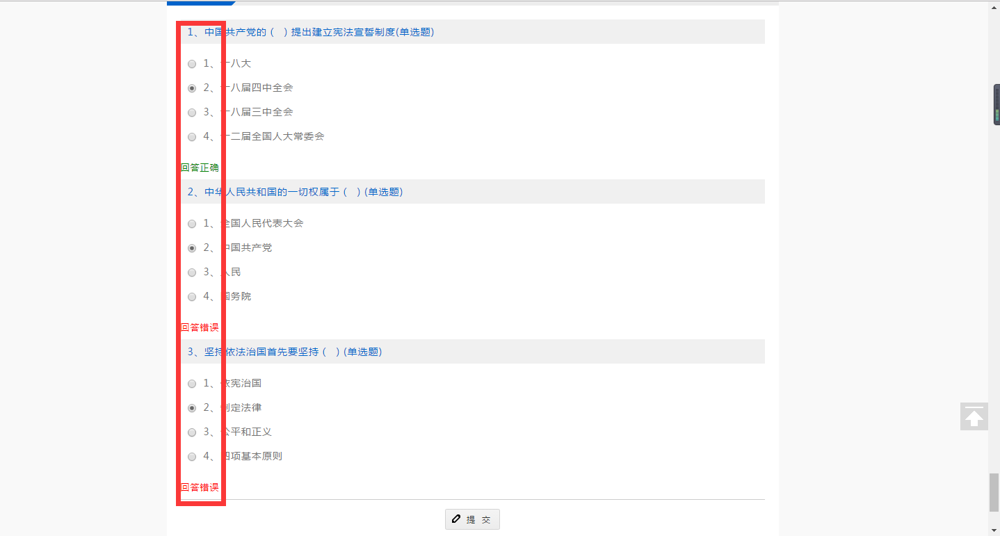 1、中国共产党的（ ）提出建立宪法宣誓制度(单选题)
1、十八大
2、十八届四中全会
3、十八届三中全会
4、十二届全国人大常委会
回答正确
2、中华人民共和国的一切权属于（ ）(单选题)
1、全国人民代表大会
2、中国共产党
3、人民
4、国务院
回答错误
3、坚持依法治国首先要坚持（ ）(单选题)
1、依宪治国
2、制定法律
3、公平和正义
4、四项基本原则
回答错误
提 交